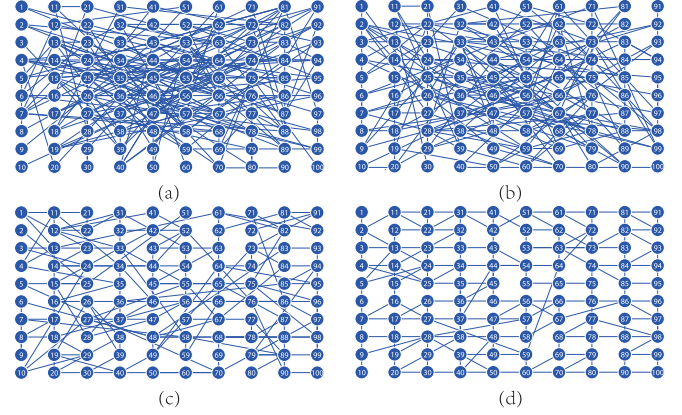 1 11 21 31 41 51 61 71 81 91 1 11 21 31 41 51 61 71 81 91
2 12 22 32 42 52 62 72 82 92 2 12 22 32 42 52 62 72 82 92
3 13 23 33 43 53 63 73 83 93 3 13 23 33 43 53 63 73 83 93
4 14 24 34 44 54 64 74 84 94 4 14 24 34 44 54 64 74 84 94
5 15 25 35 45 55 65 75 85 95 5 15 25 35 45 55 65 75 85 95
6 16 26 36 46 56 66 76 86 96 6 16 26 36 46 56 66 76 86 96
7 17 27 37 47 57 67 77 87 97 7 17 27 37 47 57 67 77 87 97
8 18 28 38 48 58 68 78 88 98 8 18 28 38 48 58 68 78 88 98
9 19 29 39 49 59 69 79 89 99 9 19 29 39 49 59 69 79 89 99
10 20 30 40 50 60 70 80 90 100 10 20 30 40 50 60 70 80 90 100
(a) (b)
1 11 21 31 41 51 61 71 81 91 1 11 21 31 41 51 61 71 81 91
2 12 22 32 42 52 62 72 82 92 2 12 22 32 42 52 62 72 82 92
3 13 23 33 43 53 63 73 83 93 3 13 23 33 43 53 63 73 83 93
4 14 24 34 44 54 64 74 84 94 4 14 24 34 44 54 64 74 84 94
5 15 25 35 45 55 65 75 85 95 5 15 25 35 45 55 65 75 85 95
6 16 26 36 46 56 66 76 86 96 6 16 26 36 46 56 66 76 86 96
7 17 27 37 47 57 67 77 87 97 7 17 27 37 47 57 67 77 87 97
8 18 28 38 48 58 68 78 88 98 8 18 28 38 48 58 68 78 88 98
9 19 29 39 49 59 69 79 89 99 9 19 29 39 49 59 69 79 89 99
10 20 30 40 50 60 70 80 90 100 10 20 30 40 50 60 70 80 90 100
(c) (d)